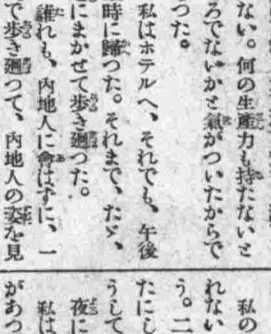 ない。何の生產力も持たないと
ろでないかと氣がついたからで
つた。
私はホテルへ、それでも、午後
時に歸つた。それまで、たゞ、
にまかせて歩き廻つた。
誰れも、內地人に會はずに、一
で歩き廻つて、內地人の姿を見
私の
れない
う。二
たにし
うして
夜に
私は
があつ